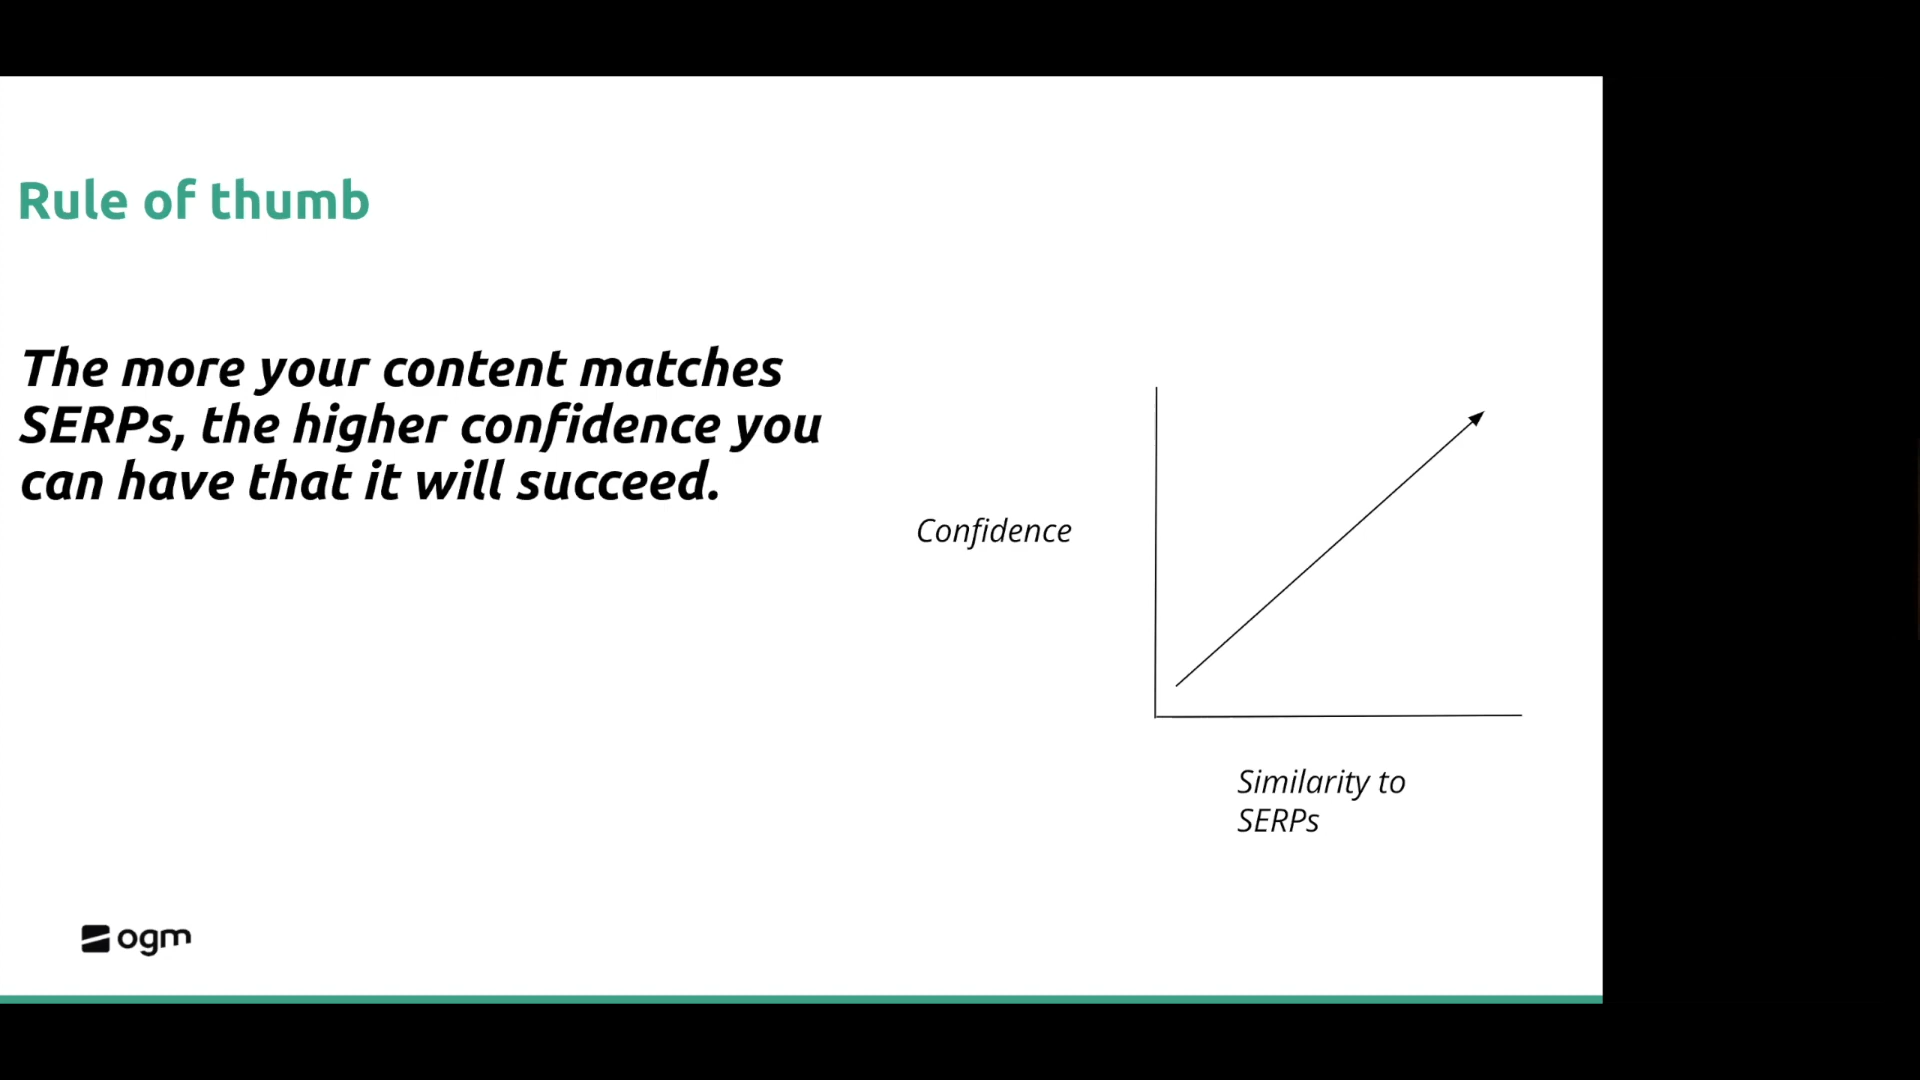 Rule of thumb
The more your content matches
SERPs, the higher confidence you
can have that it will succeed.
Confidence
Similarity to
SERPs
ogm